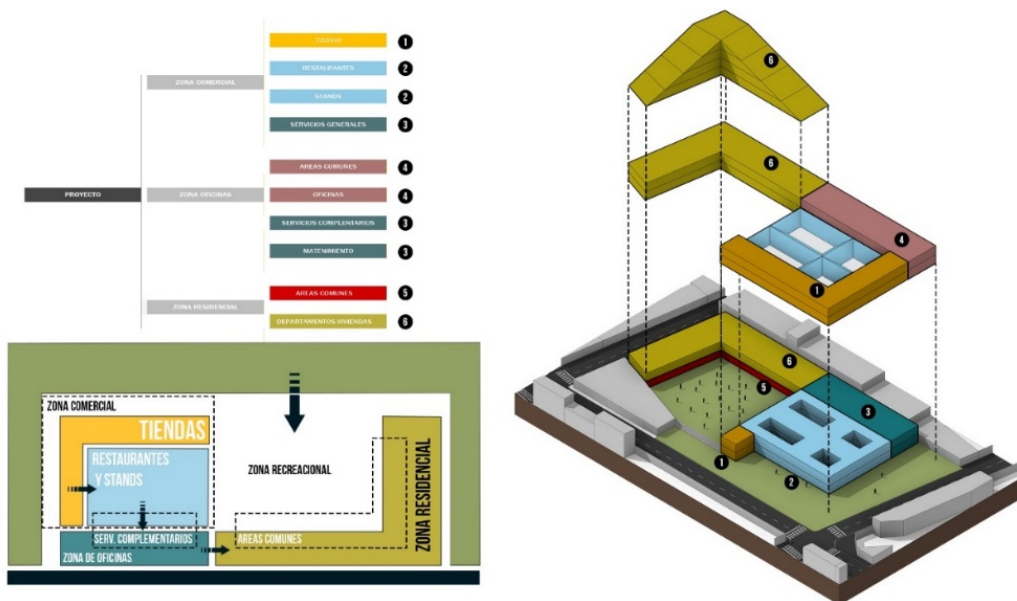 TIENDAS
1
RESTAURANTES
2
ZONA COMERCIAL
STANDS
2
SERVICIOS GENERALES
3
AREAS COMUNES
4
PROYECTO
ZONA OFICINAS
OFICINAS
4
SERVICIOS COMPLENTARIOS
3
MATENIMIENTO
3
AREAS COMUNES
5
ZONA RESIDENCIAL
DEPARTAMENTOS-VIVIENDAS
6
ZONA COMERCIAL
TIENDAS
RESTAURANTES
Y STANDS
ZONA RECREACIONAL
ZONA RESIDENCIAL
SERV. COMPLEMENTARIOS
AREAS COMUNES
ZONA DE OFICINAS
6
6
4
1
6
5
3
1
2